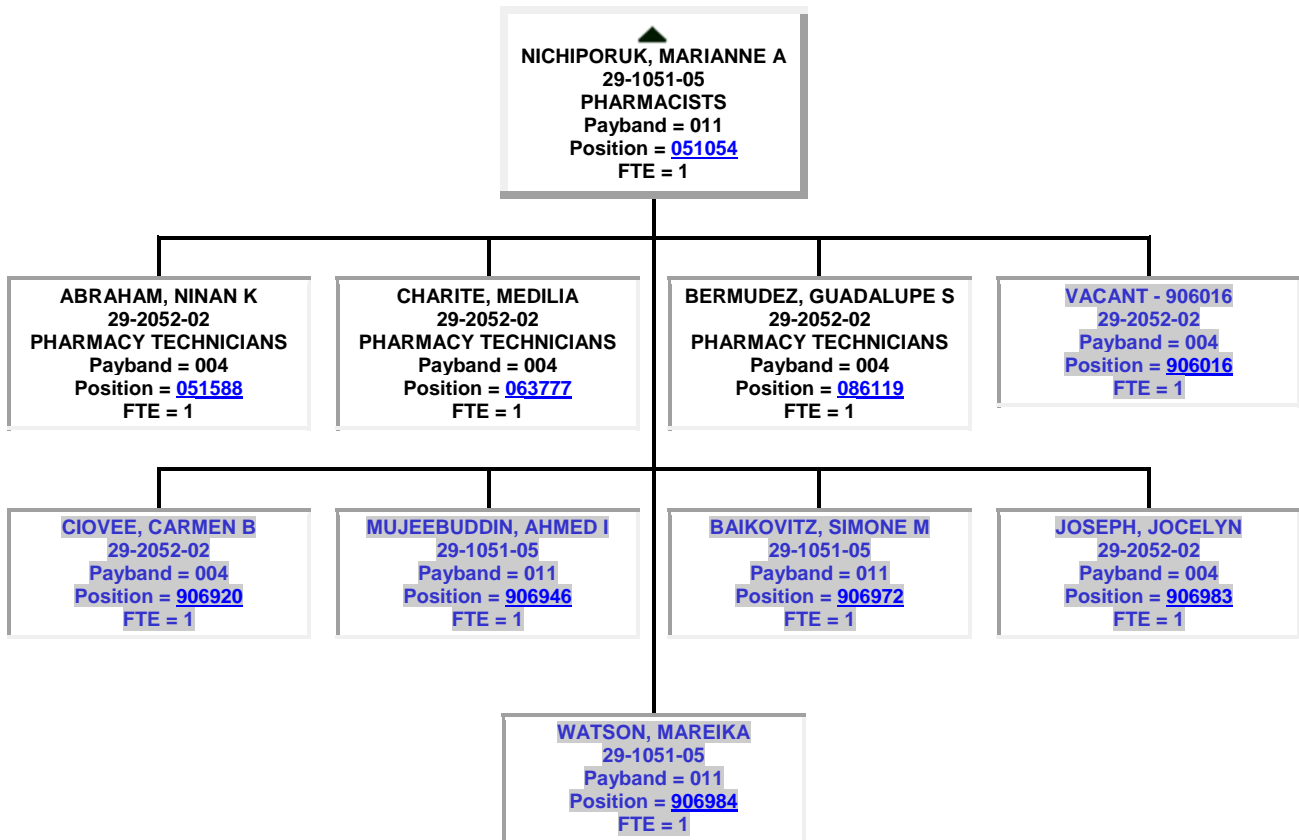 NICHIPORUK, MARIANNE A
29-1051-05
PHARMACISTS
Payband = 011
Position = 051054
FTE = 1
ABRAHAM, NINAN K
29-2052-02
PHARMACY TECHNICIANS
Payband = 004
Position = 051588
FTE = 1
CHARITE, MEDILIA
29-2052-02
PHARMACY TECHNICIANS
Payband = 004
Position = 063777
FTE = 1
BERMUDEZ, GUADALUPE S
29-2052-02
PHARMACY TECHNICIANS
Payband = 004
Position = 086119
FTE = 1
VACANT - 906016
29-2052-02
Payband = 004
Position = 906016
FTE = 1
CIOVEE, CARMEN B
29-2052-02
Payband = 004
Position = 906920
FTE = 1
MUJEEBUDDIN, AHMED I
29-1051-05
Payband = 011
Position = 906946
FTE = 1
BAIKOVITZ, SIMONE M
29-1051-05
Payband = 011
Position = 906972
FTE = 1
JOSEPH, JOCELYN
29-2052-02
Payband = 004
Position = 906983
FTE = 1
WATSON, MAREIKA
29-1051-05
Payband = 011
Position = 906984
FTE = 1